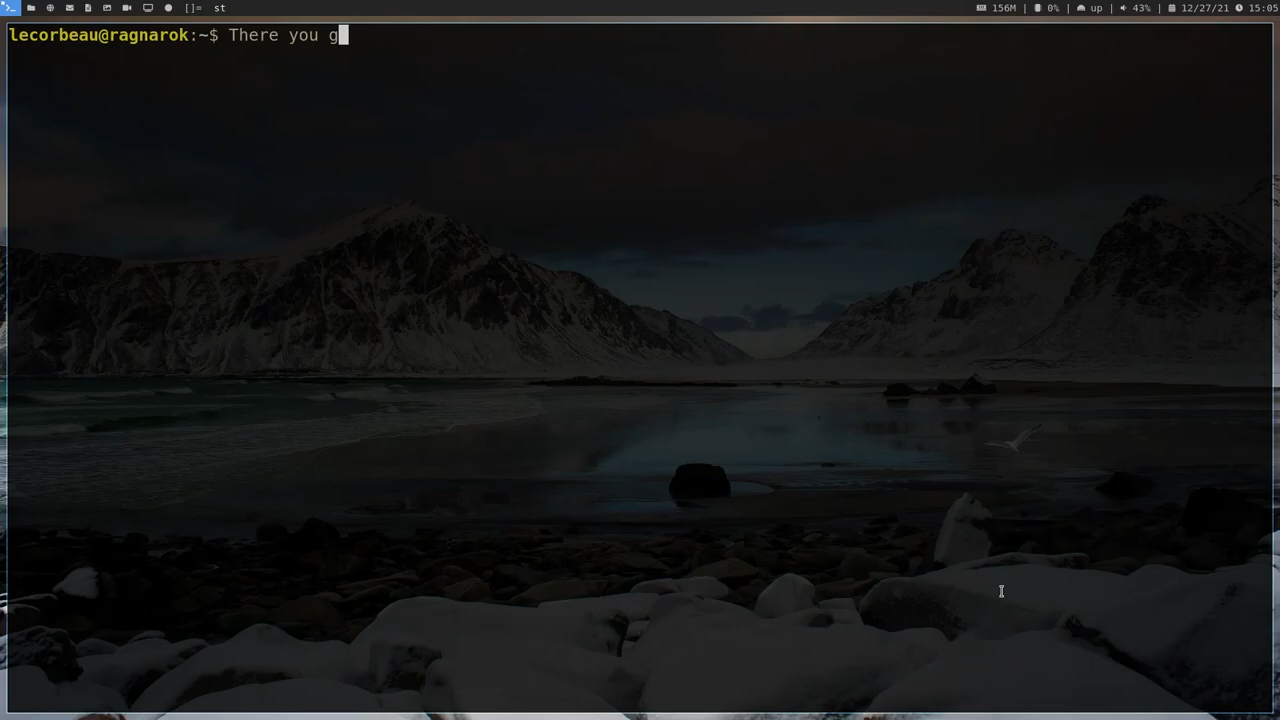 []= st 156M | 0% | up | 43% | 12/27/21 15:05
lecorbeau@ragnarok:~$ There you g